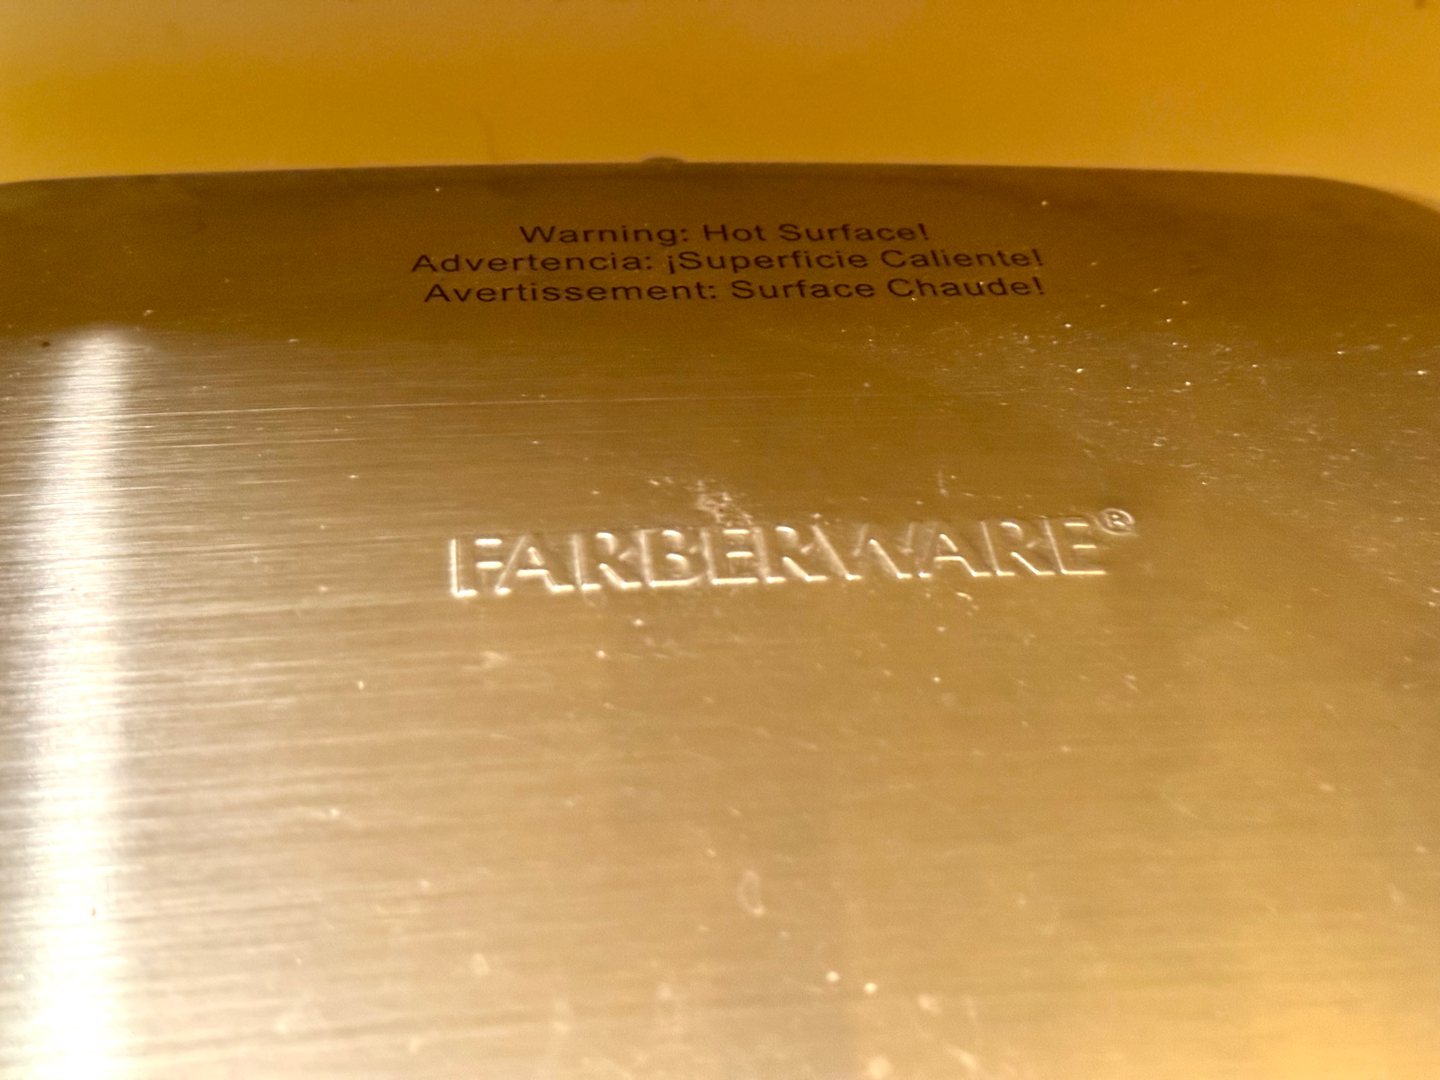 Warning: Hot Surface!
Advertencia: ¡Superficie Caliente!
Avertissement: Surface Chaude!
FARBERWARE®